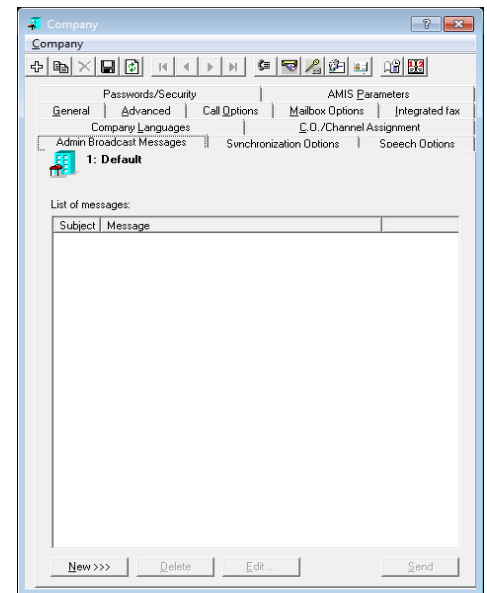 Company
Company
Passwords/Security AMIS Parameters
General Advanced Call Options Mailbox Options Integrated fax
Company Languages C.O./Channel Assignment
Admin Broadcast Messages Synchronization Options Speech Options
1: Default
List of messages:
Subject Message
New >>> Delete Edit ... Send